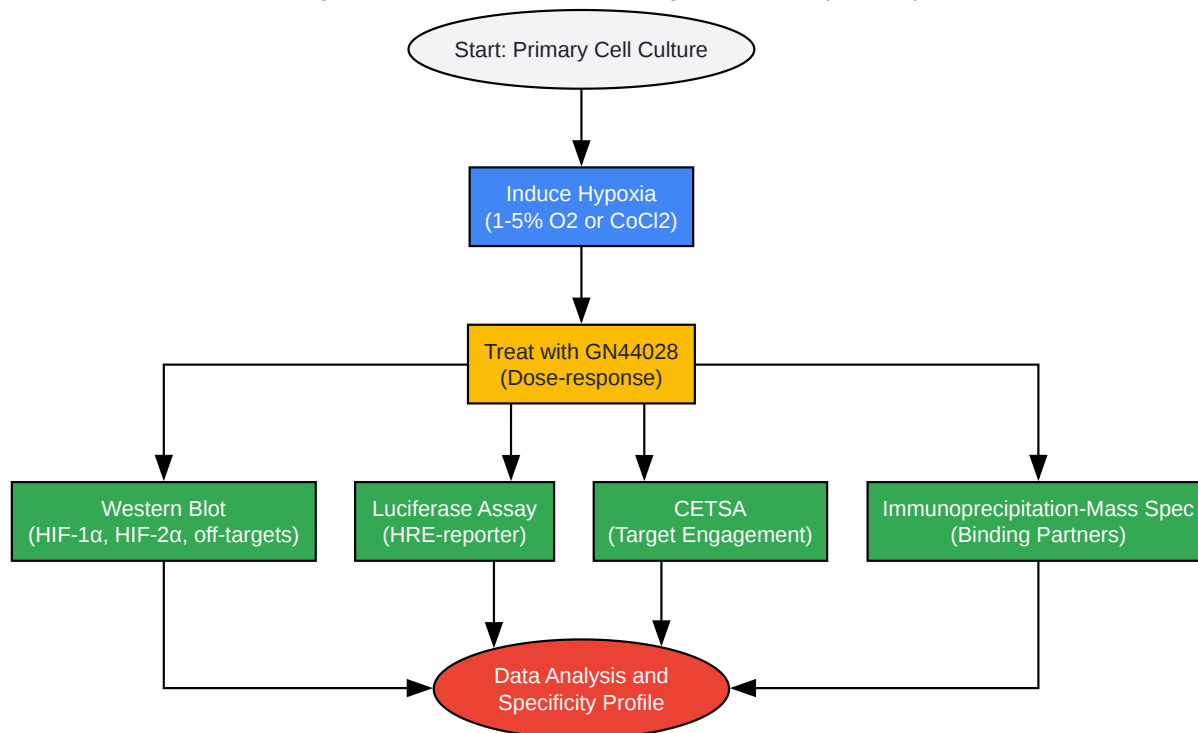 Start: Primary Cell Culture
Induce Hypoxia
(1-5% O2 or CoCl2)
Treat with GN44028
(Dose-response)
Western Blot
(HIF-1α, HIF-2α, off-targets)
Luciferase Assay
(HRE-reporter)
CETSA
(Target Engagement)
Immunoprecipitation-Mass Spec
(Binding Partners)
Data Analysis and
Specificity Profile